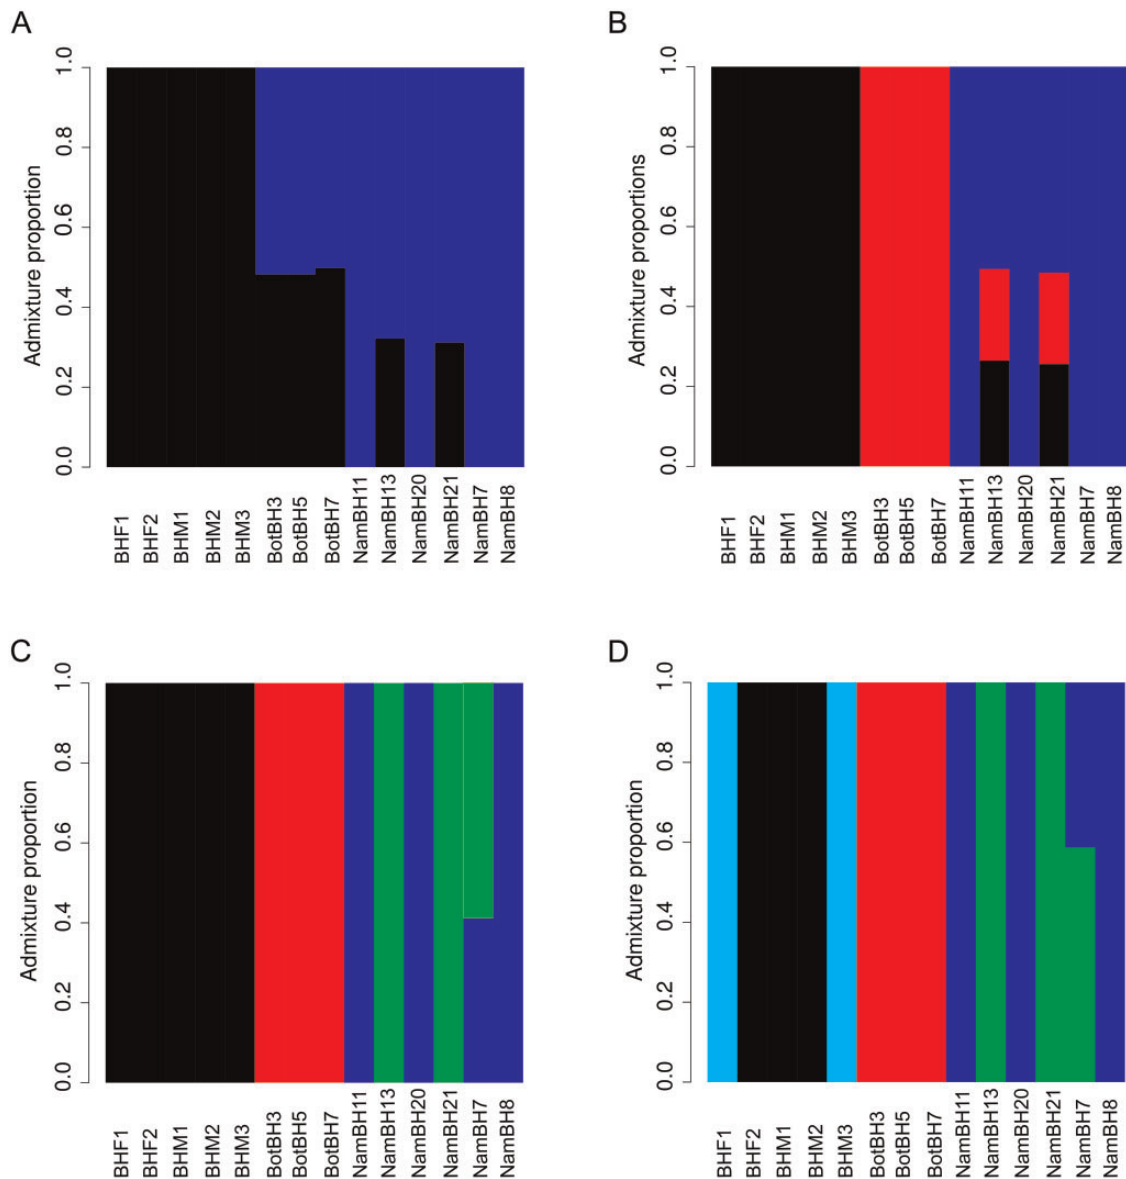 A
Admixture proportion
0.0 0.2 0.4 0.6 0.8 1.0
BHF1 BHF2 BHM1 BHM2 BHM3 BotBH3 BotBH5 BotBH7 NamBH11 NamBH13 NamBH20 NamBH21 NamBH7 NamBH8
B
Admixture proportions
0.0 0.2 0.4 0.6 0.8 1.0
BHF1 BHF2 BHM1 BHM2 BHM3 BotBH3 BotBH5 BotBH7 NamBH11 NamBH13 NamBH20 NamBH21 NamBH7 NamBH8
C
Admixture proportion
0.0 0.2 0.4 0.6 0.8 1.0
BHF1 BHF2 BHM1 BHM2 BHM3 BotBH3 BotBH5 BotBH7 NamBH11 NamBH13 NamBH20 NamBH21 NamBH7 NamBH8
D
Admixture proportion
0.0 0.2 0.4 0.6 0.8 1.0
BHF1 BHF2 BHM1 BHM2 BHM3 BotBH3 BotBH5 BotBH7 NamBH11 NamBH13 NamBH20 NamBH21 NamBH7 NamBH8